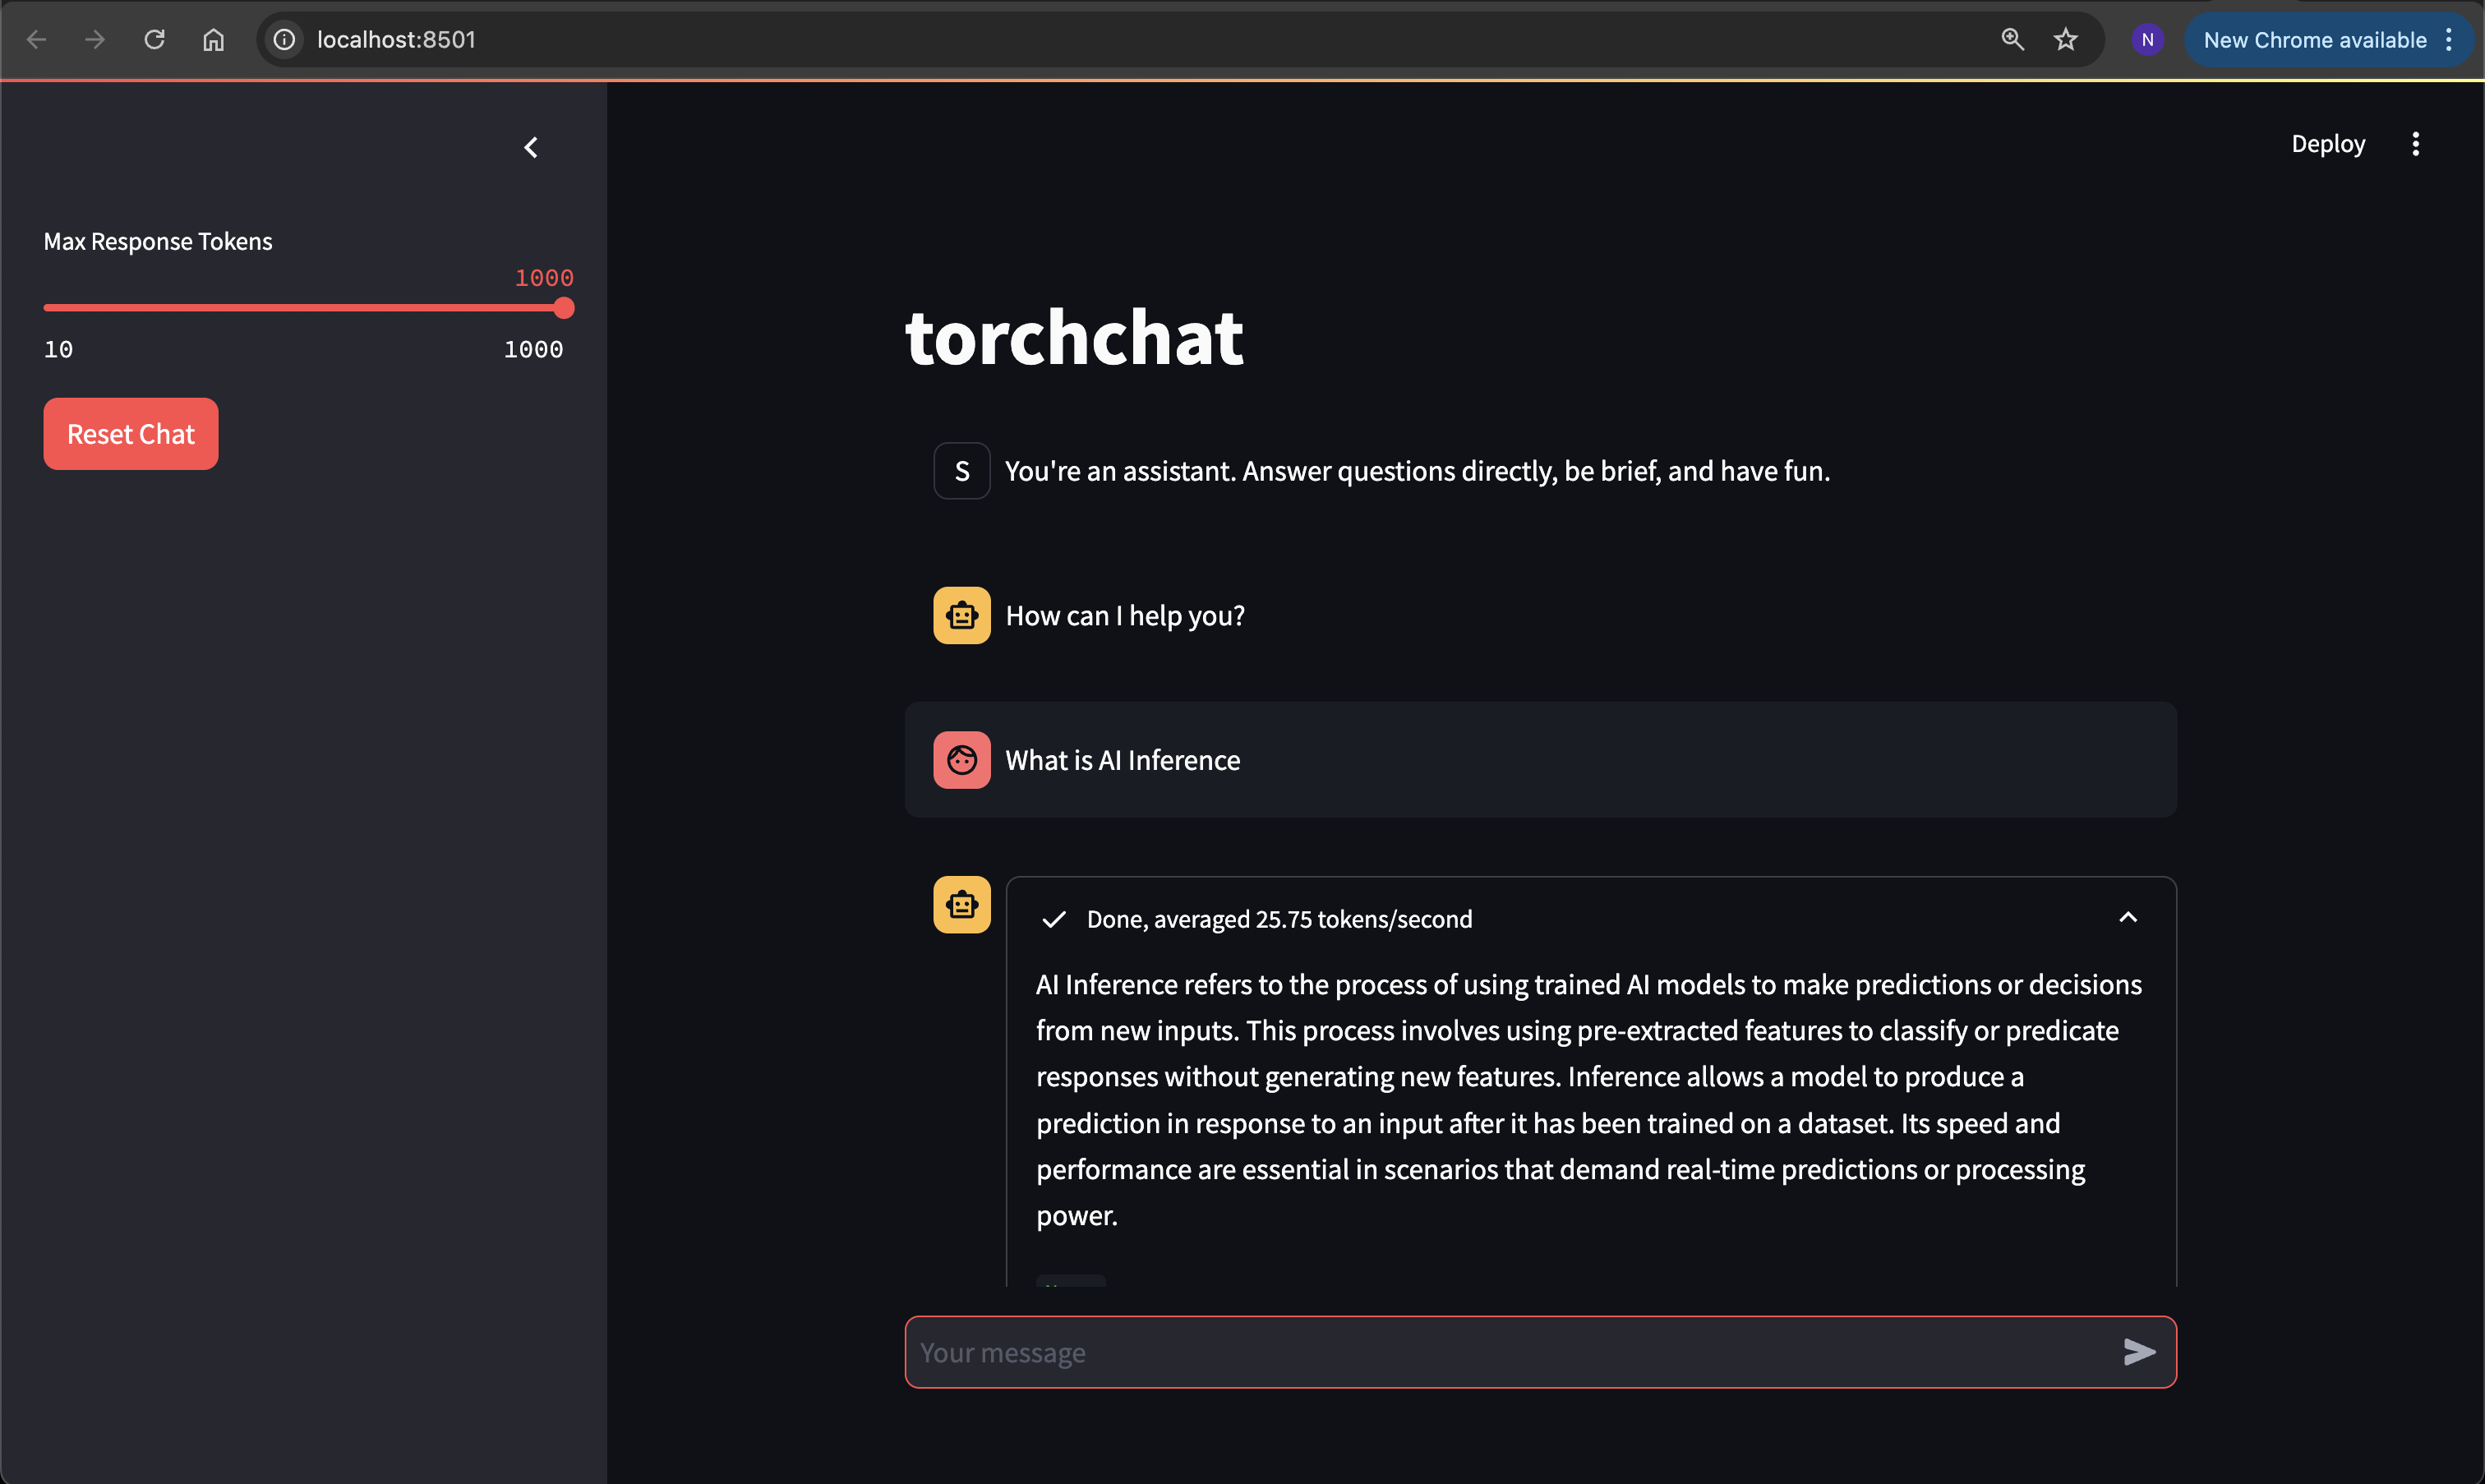 localhost:8501
N
New Chrome available
Deploy
Max Response Tokens
1000
10
1000
Reset Chat
torchchat
S
You're an assistant. Answer questions directly, be brief, and have fun.
How can I help you?
What is AI Inference
Done, averaged 25.75 tokens/second
AI Inference refers to the process of using trained AI models to make predictions or decisions
from new inputs. This process involves using pre-extracted features to classify or predicate
responses without generating new features. Inference allows a model to produce a
prediction in response to an input after it has been trained on a dataset. Its speed and
performance are essential in scenarios that demand real-time predictions or processing
power.
Your message